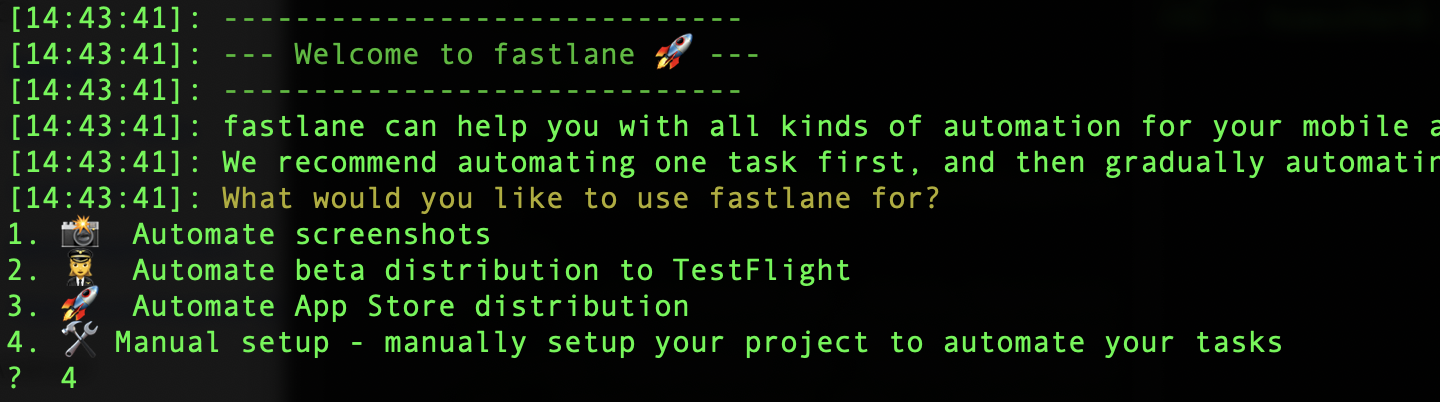 [14:43:41]: ------------------------------
[14:43:41]: --- Welcome to fastlane 🚀 ---
[14:43:41]: ------------------------------
[14:43:41]: fastlane can help you with all kinds of automation for your mobile
[14:43:41]: We recommend automating one task first, and then gradually
[14:43:41]: What would you like to use fastlane for?
1. 📸  Automate screenshots
2. 👩‍✈️  Automate beta distribution to TestFlight
3. 🚀  Automate App Store distribution
4. 🛠 Manual setup - manually setup your project to automate your tasks
?  4